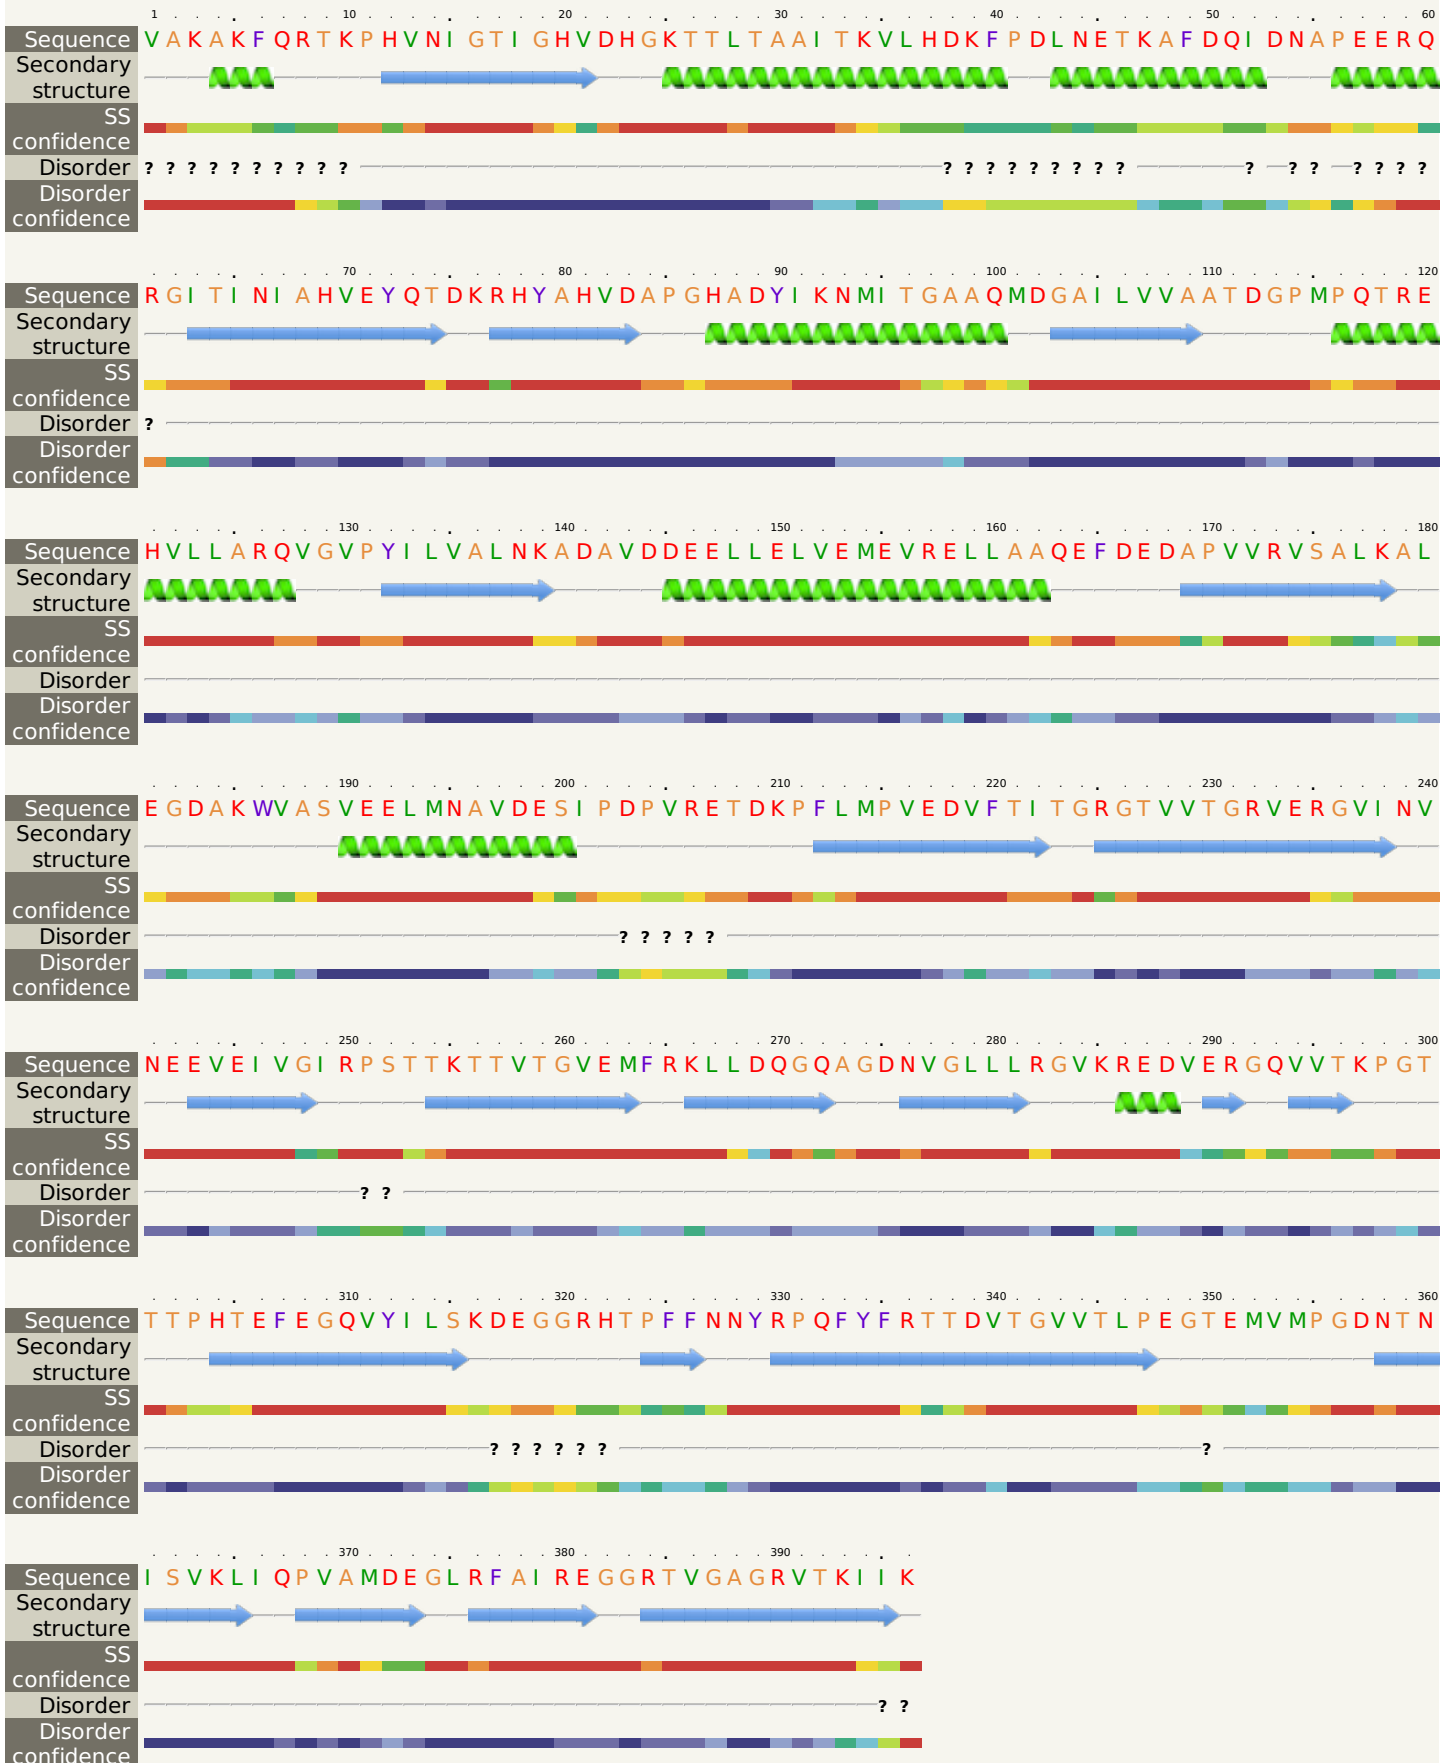 1 10 20 30 40 50 60
Sequence VAKAKFQRTKPHVNIGTIGHVDHGKTTLTAAITKVLHDKFPDLNETKAFDQIDNAPEERQ
Secondary
structure
SS
confidence
Disorder ? ? ? ? ? ? ? ? ? ? ? ? ? ? ? ? ? ? ? ? ? ? ? ? ? ?
Disorder
confidence
70 80 90 100 110 120
Sequence RGITINIAHVEYQTDKRHYAHVDAPGHADYIKNMITGAAQMDGAILVVAATDGPMPQTRE
Secondary
structure
SS
confidence
Disorder ?
Disorder
confidence
130 140 150 160 170 180
Sequence HVLLARQVGVPYILVALNKADAVDDEELLELVEMEVRELLAAQEFDEDAPVVRVSALKAL
Secondary
structure
SS
confidence
Disorder
Disorder
confidence
190 200 210 220 230 240
Sequence EGDAKWVASVEELMNAVDESIPDPVRETDKPFLMPVEDVFTITGRGTVVTGRVERGVINV
Secondary
structure
SS
confidence
Disorder ? ? ? ? ?
Disorder
confidence
250 260 270 280 290 300
Sequence NEEVEIVGIRPSTTKTTVTGVEMFRKLLDQGQAGDNVGLLLRGVKREDVERGQVVTKPGT
Secondary
structure
SS
confidence
Disorder ? ?
Disorder
confidence
310 320 330 340 350 360
Sequence TTPHTEFEGQVYILSKDEGGRHTPFFNNYRPQFYFRTTDVTGVVTLPEGTEMVMPGDNTN
Secondary
structure
SS
confidence
Disorder ? ? ? ? ? ? ?
Disorder
confidence
370 380 390
Sequence ISVKLIQPVAMDEGLRFAIREGGRTVGAGRVTKIIK
Secondary
structure
SS
confidence
Disorder ? ?
Disorder
confidence